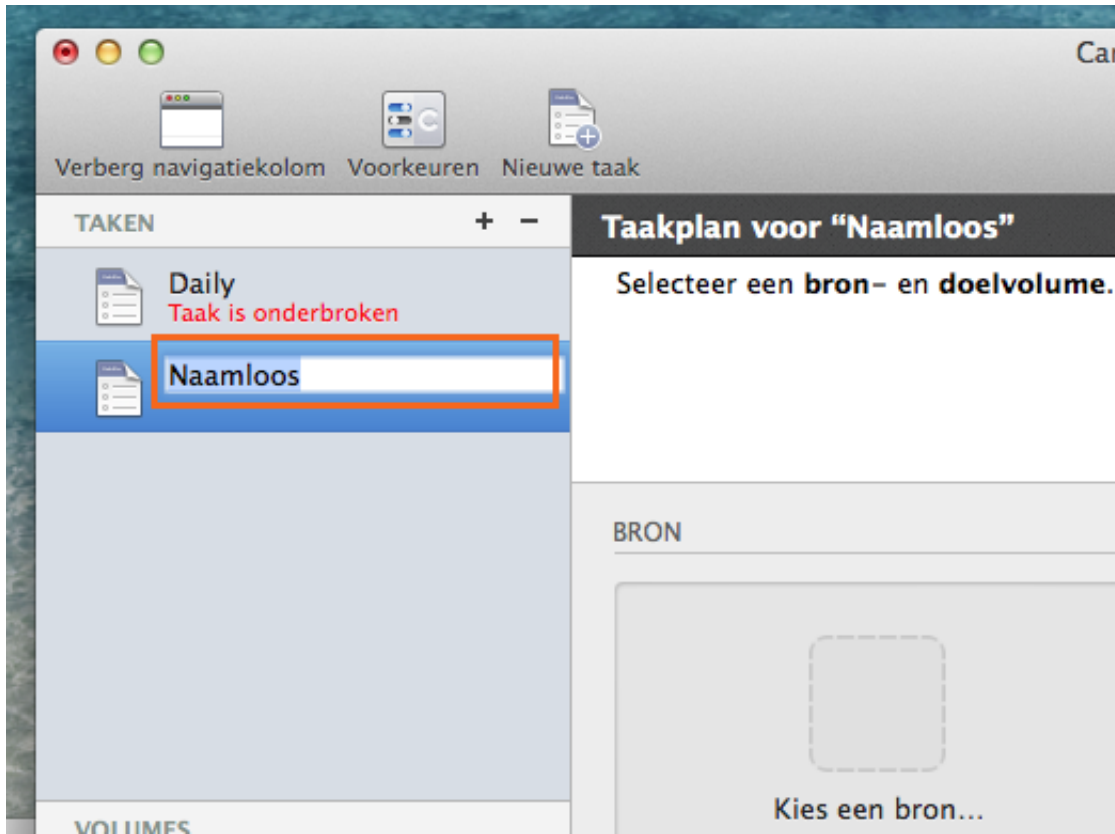 Car
Verberg navigatiekolom Voorkeuren Nieuwe taak
TAKEN + −
Taakplan voor “Naamloos”
Daily
Taak is onderbroken
Naamloos
Selecteer een bron- en doelvolume.
BRON
Kies een bron...
VOLUMES